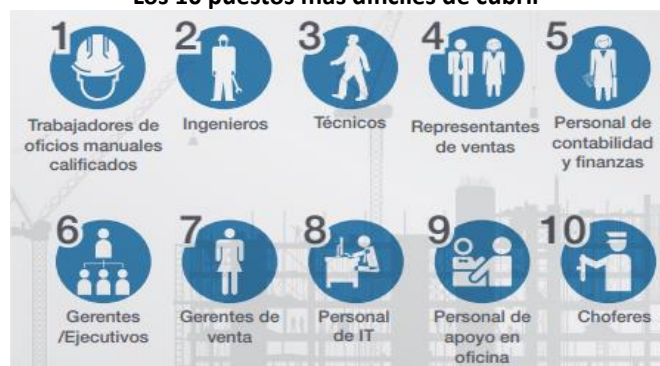 Los 10 puestos más difíciles de cubrir
1 2 3 4 5
Trabajadores de
oficios manuales
calificados
Ingenieros
Técnicos
Representantes
de ventas
Personal de
contabilidad
y finanzas
6 7 8 9 10
Gerentes
/Ejecutivos
Gerentes de
venta
Personal
de IT
Personal de
apoyo en
oficina
Choferes